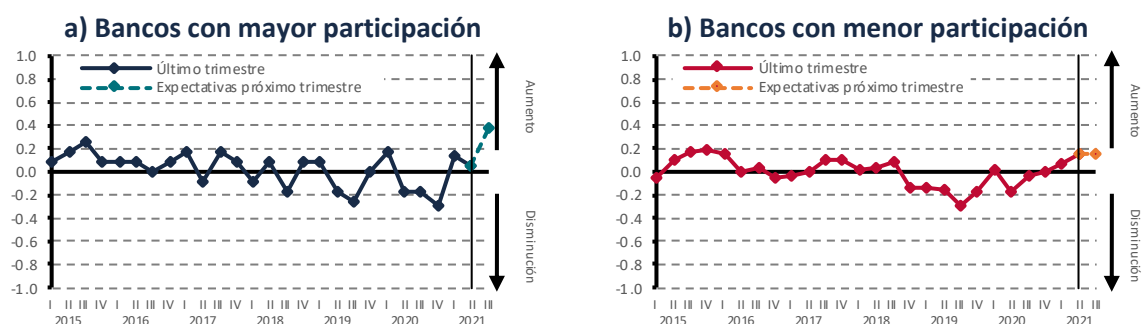 a) Bancos con mayor participación
1.0
0.8
0.6
0.4
0.2
0.0
-0.2
-0.4
-0.6
-0.8
-1.0
Último trimestre
Expectativas próximo trimestre
Aumento
Disminución
I II III IV I II III IV I II III IV I II III IV I II III IV I II III IV I II III
2015 2016 2017 2018 2019 2020 2021
b) Bancos con menor participación
1.0
0.8
0.6
0.4
0.2
0.0
-0.2
-0.4
-0.6
-0.8
-1.0
Último trimestre
Expectativas próximo trimestre
Aumento
Disminución
I II III IV I II III IV I II III IV I II III IV I II III IV I II III IV I II III
2015 2016 2017 2018 2019 2020 2021